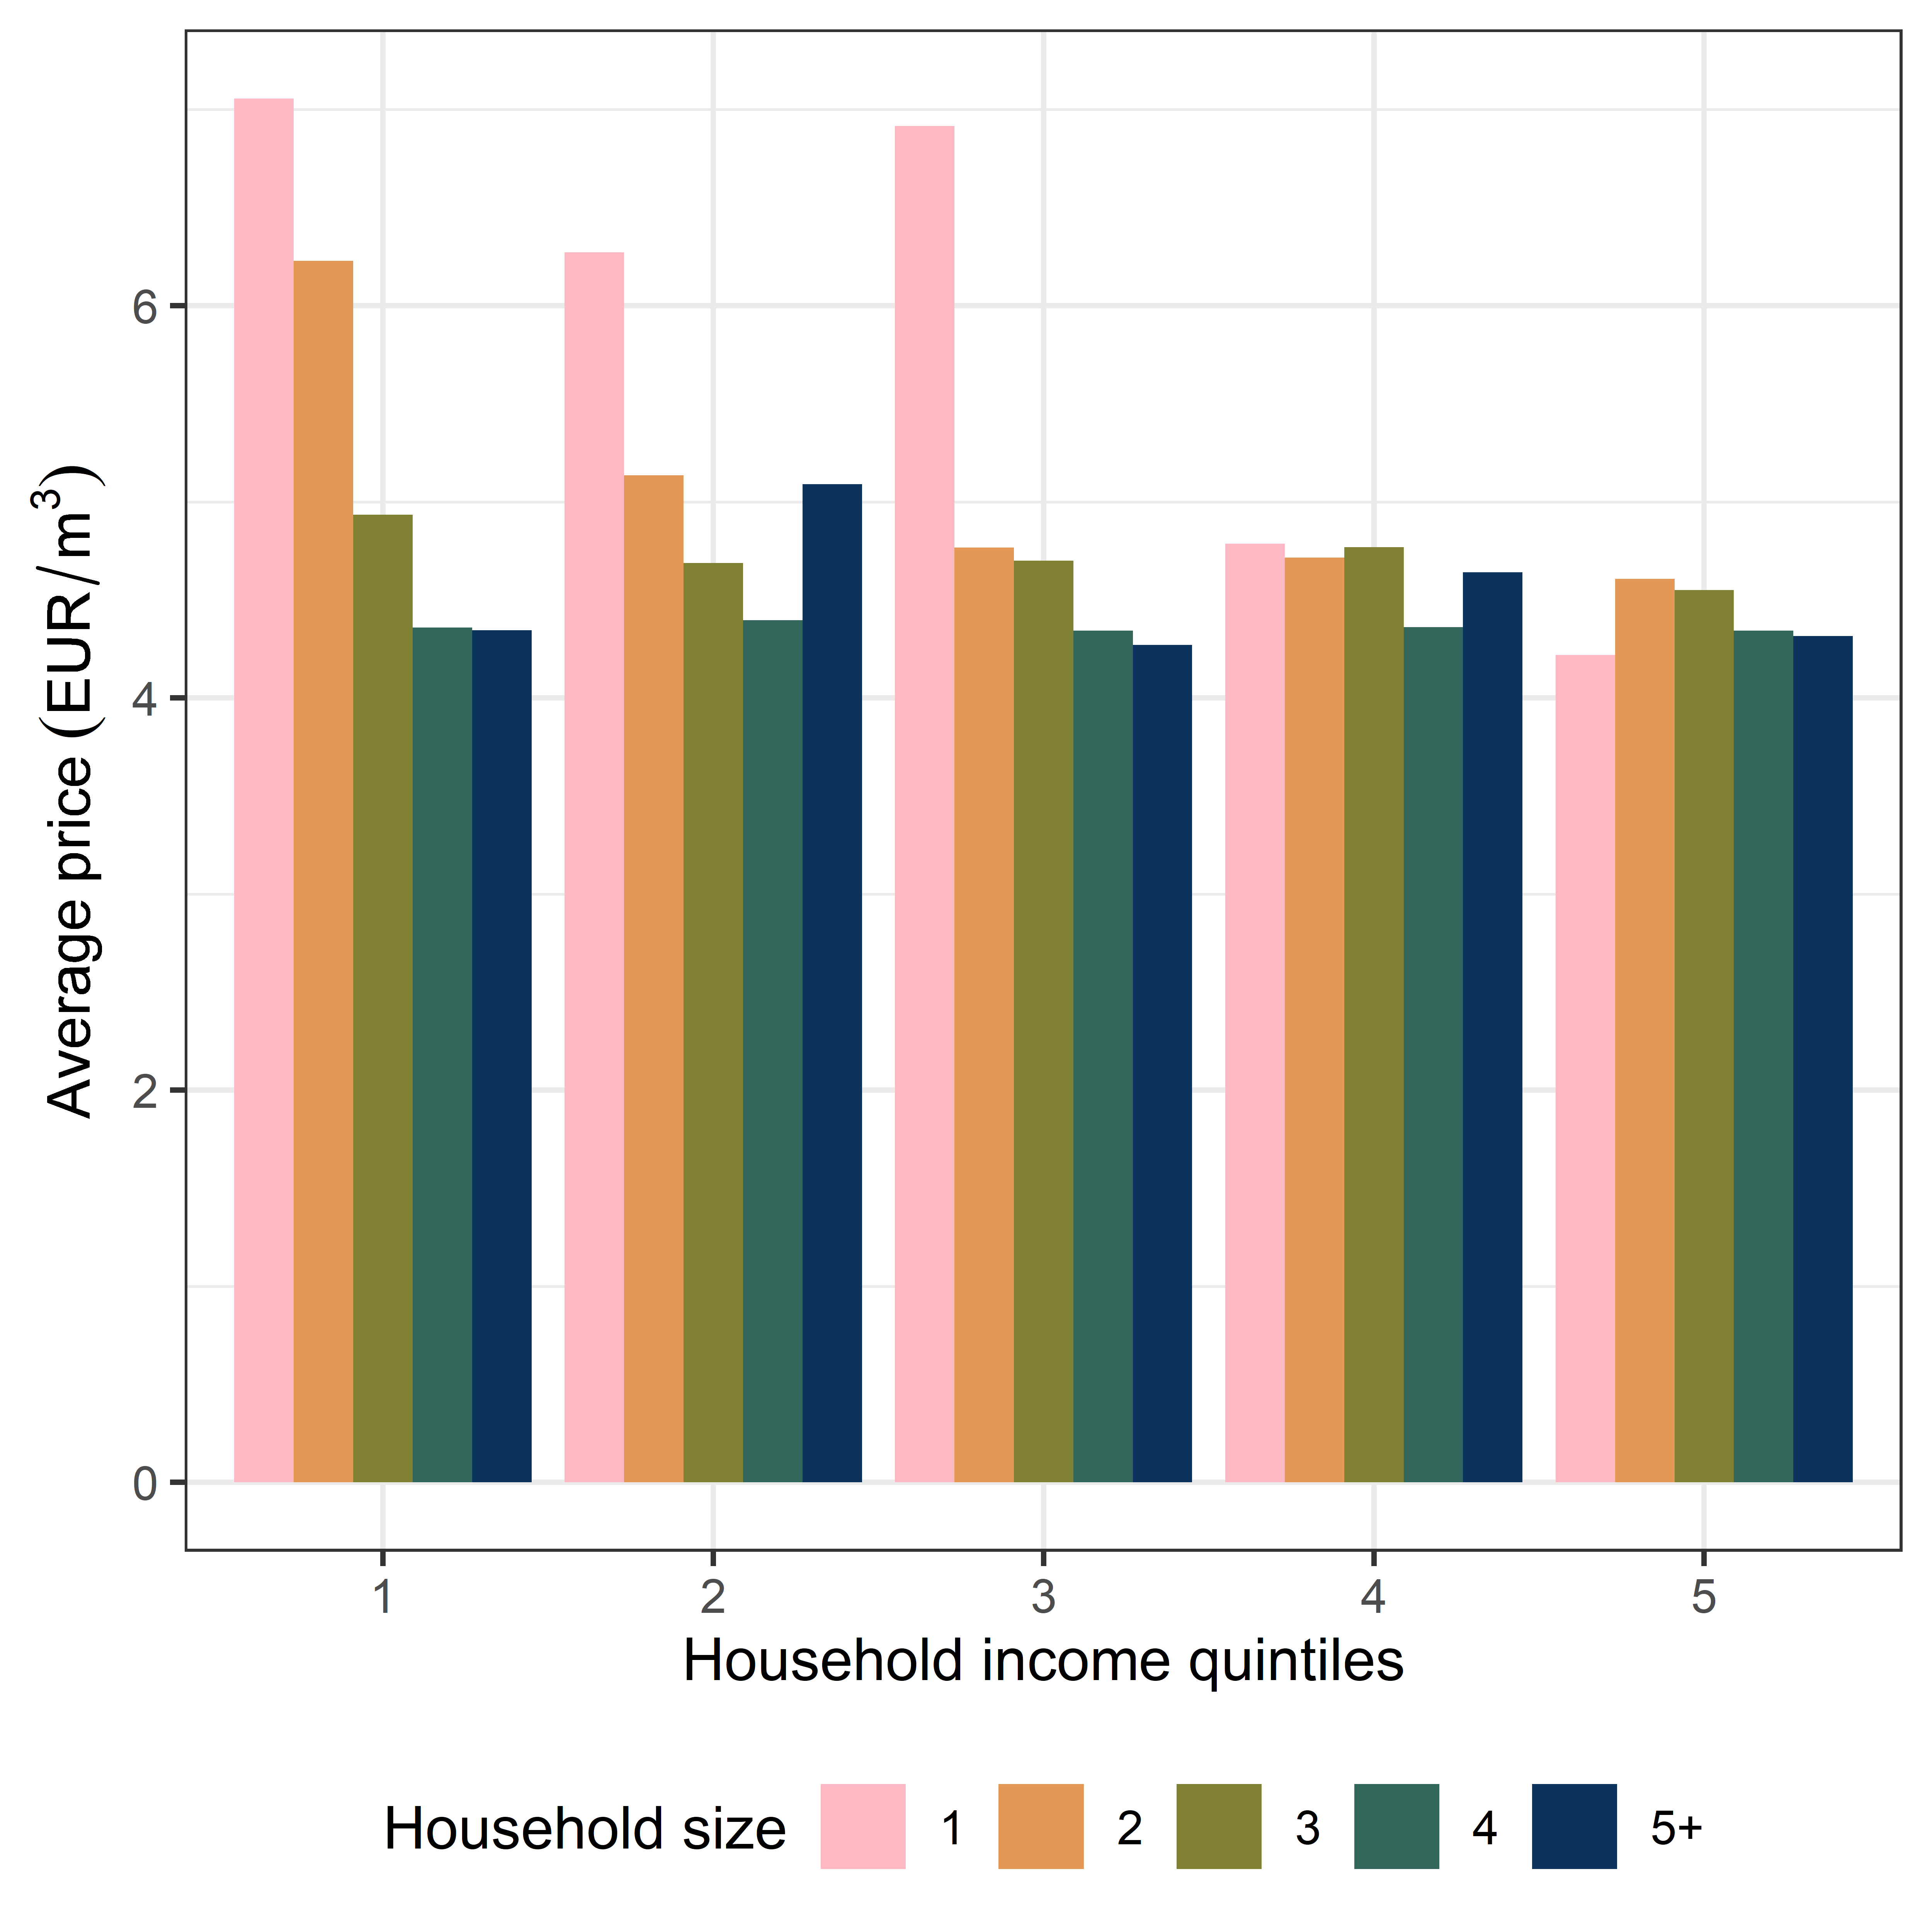 Average price (EUR/m³)
6
4
2
0
1 2 3 4 5
Household income quintiles
Household size 1 2 3 4 5+